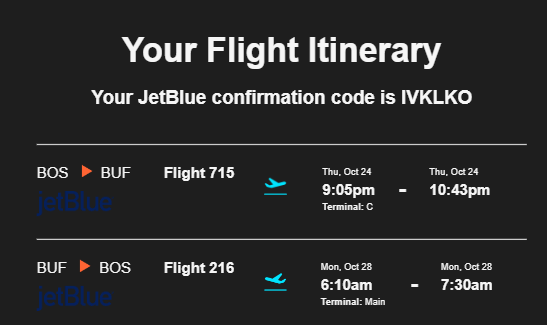 Your Flight Itinerary
Your JetBlue confirmation code is IVKLKO
BOS BUF Flight 715 Thu, Oct 24 Thu, Oct 24
9:05pm - 10:43pm
jetBlue Terminal: C
BUF BOS Flight 216 Mon, Oct 28 Mon, Oct 28
6:10am - 7:30am
jetBlue Terminal: Main